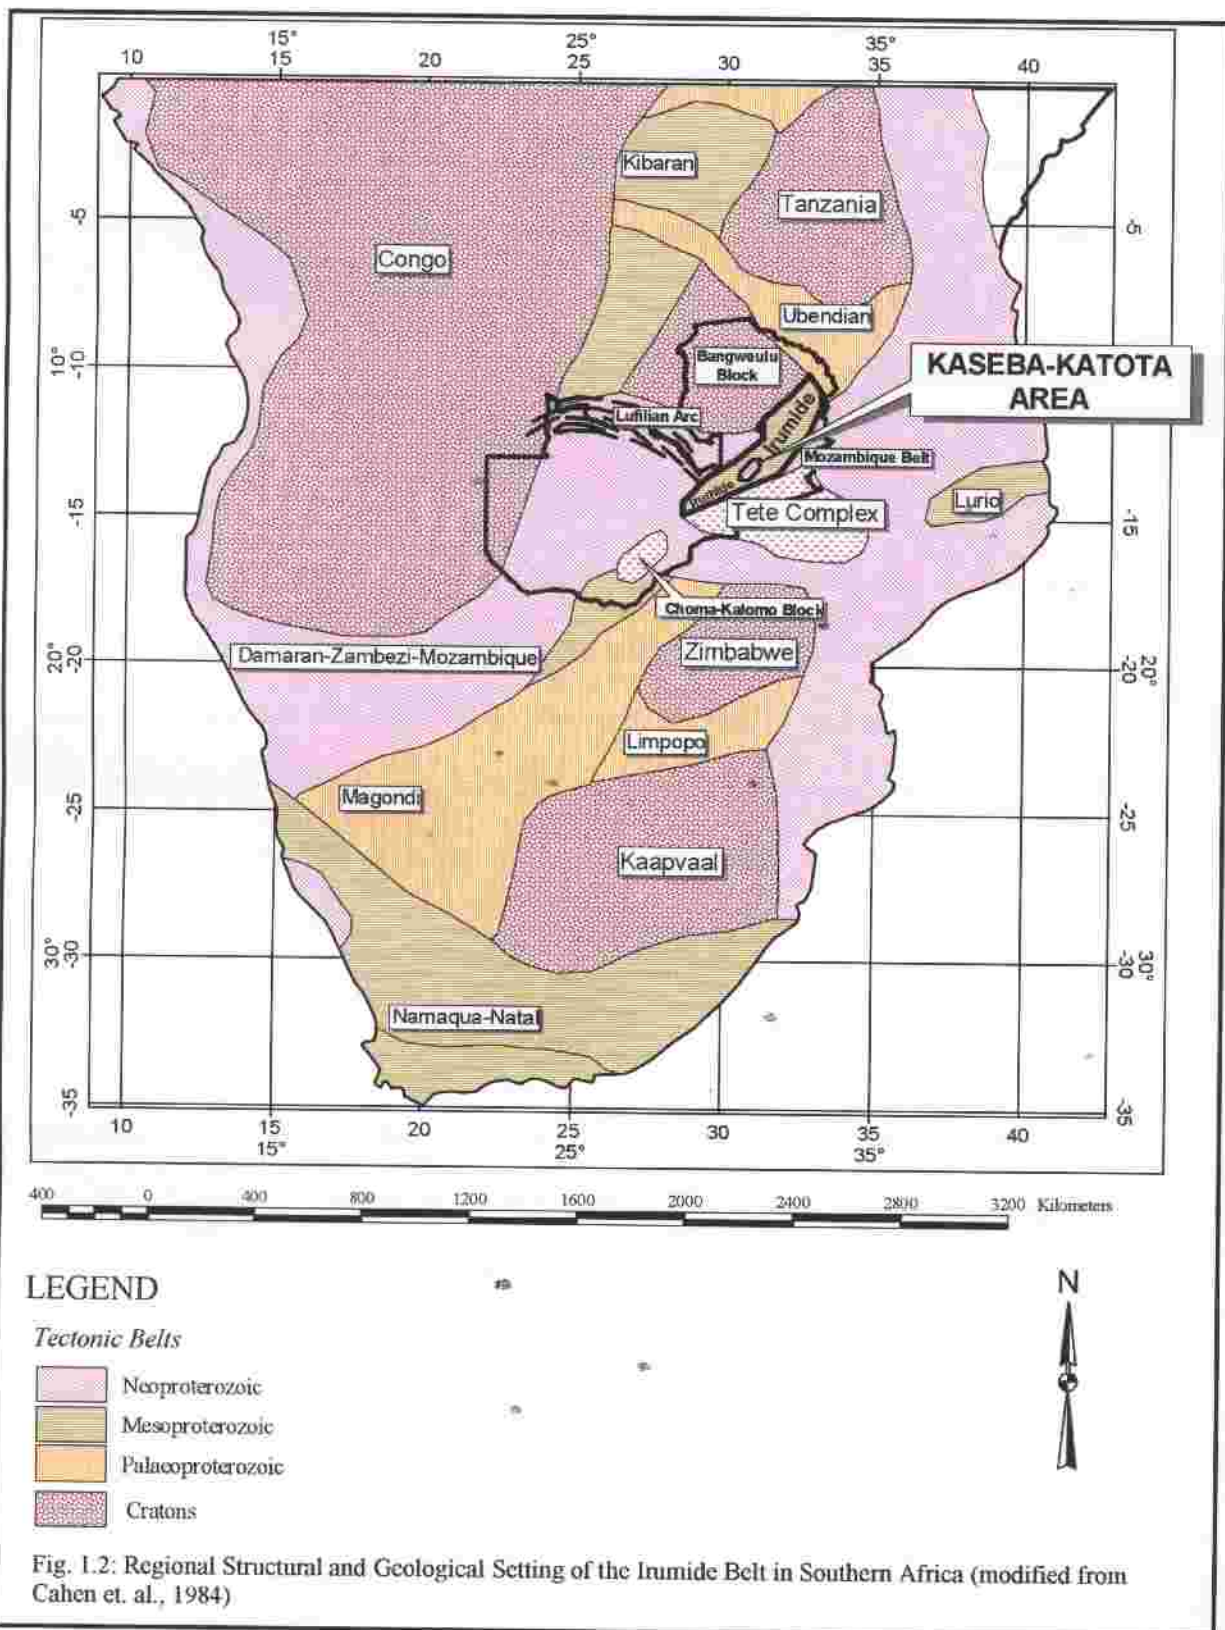 15° 25° 35°
10 15 20 25 30 35 40
Kibaran
Tanzania
-5 -5
Congo
Ubendian
10° -10
Bangweulu
Block
KASEBA-KATOTA
AREA
Lufilian Arc
Irumide
Mozambique Belt
Irumide
Lurio
-15 -15
Tete Complex
Choma-Kalomo Block
Damaran-Zambezi-Mozambique
Zimbabwe
20° -20 -20 20°
Limpopo
Magondi
-25 -25
Kaapvaal
30° -30 -30 30°
Namaqua-Natal
-35 -35
10 15 20 25 30 35 40
15° 25° 35°
400 0 400 800 1200 1600 2000 2400 2800 3200 Kilometers
LEGEND
N
Tectonic Belts
Neoproterozoic
Mesoproterozoic
Palaeoproterozoic
Cratons
Fig. 1.2: Regional Structural and Geological Setting of the Irumide Belt in Southern Africa (modified from
Cahen et. al., 1984)